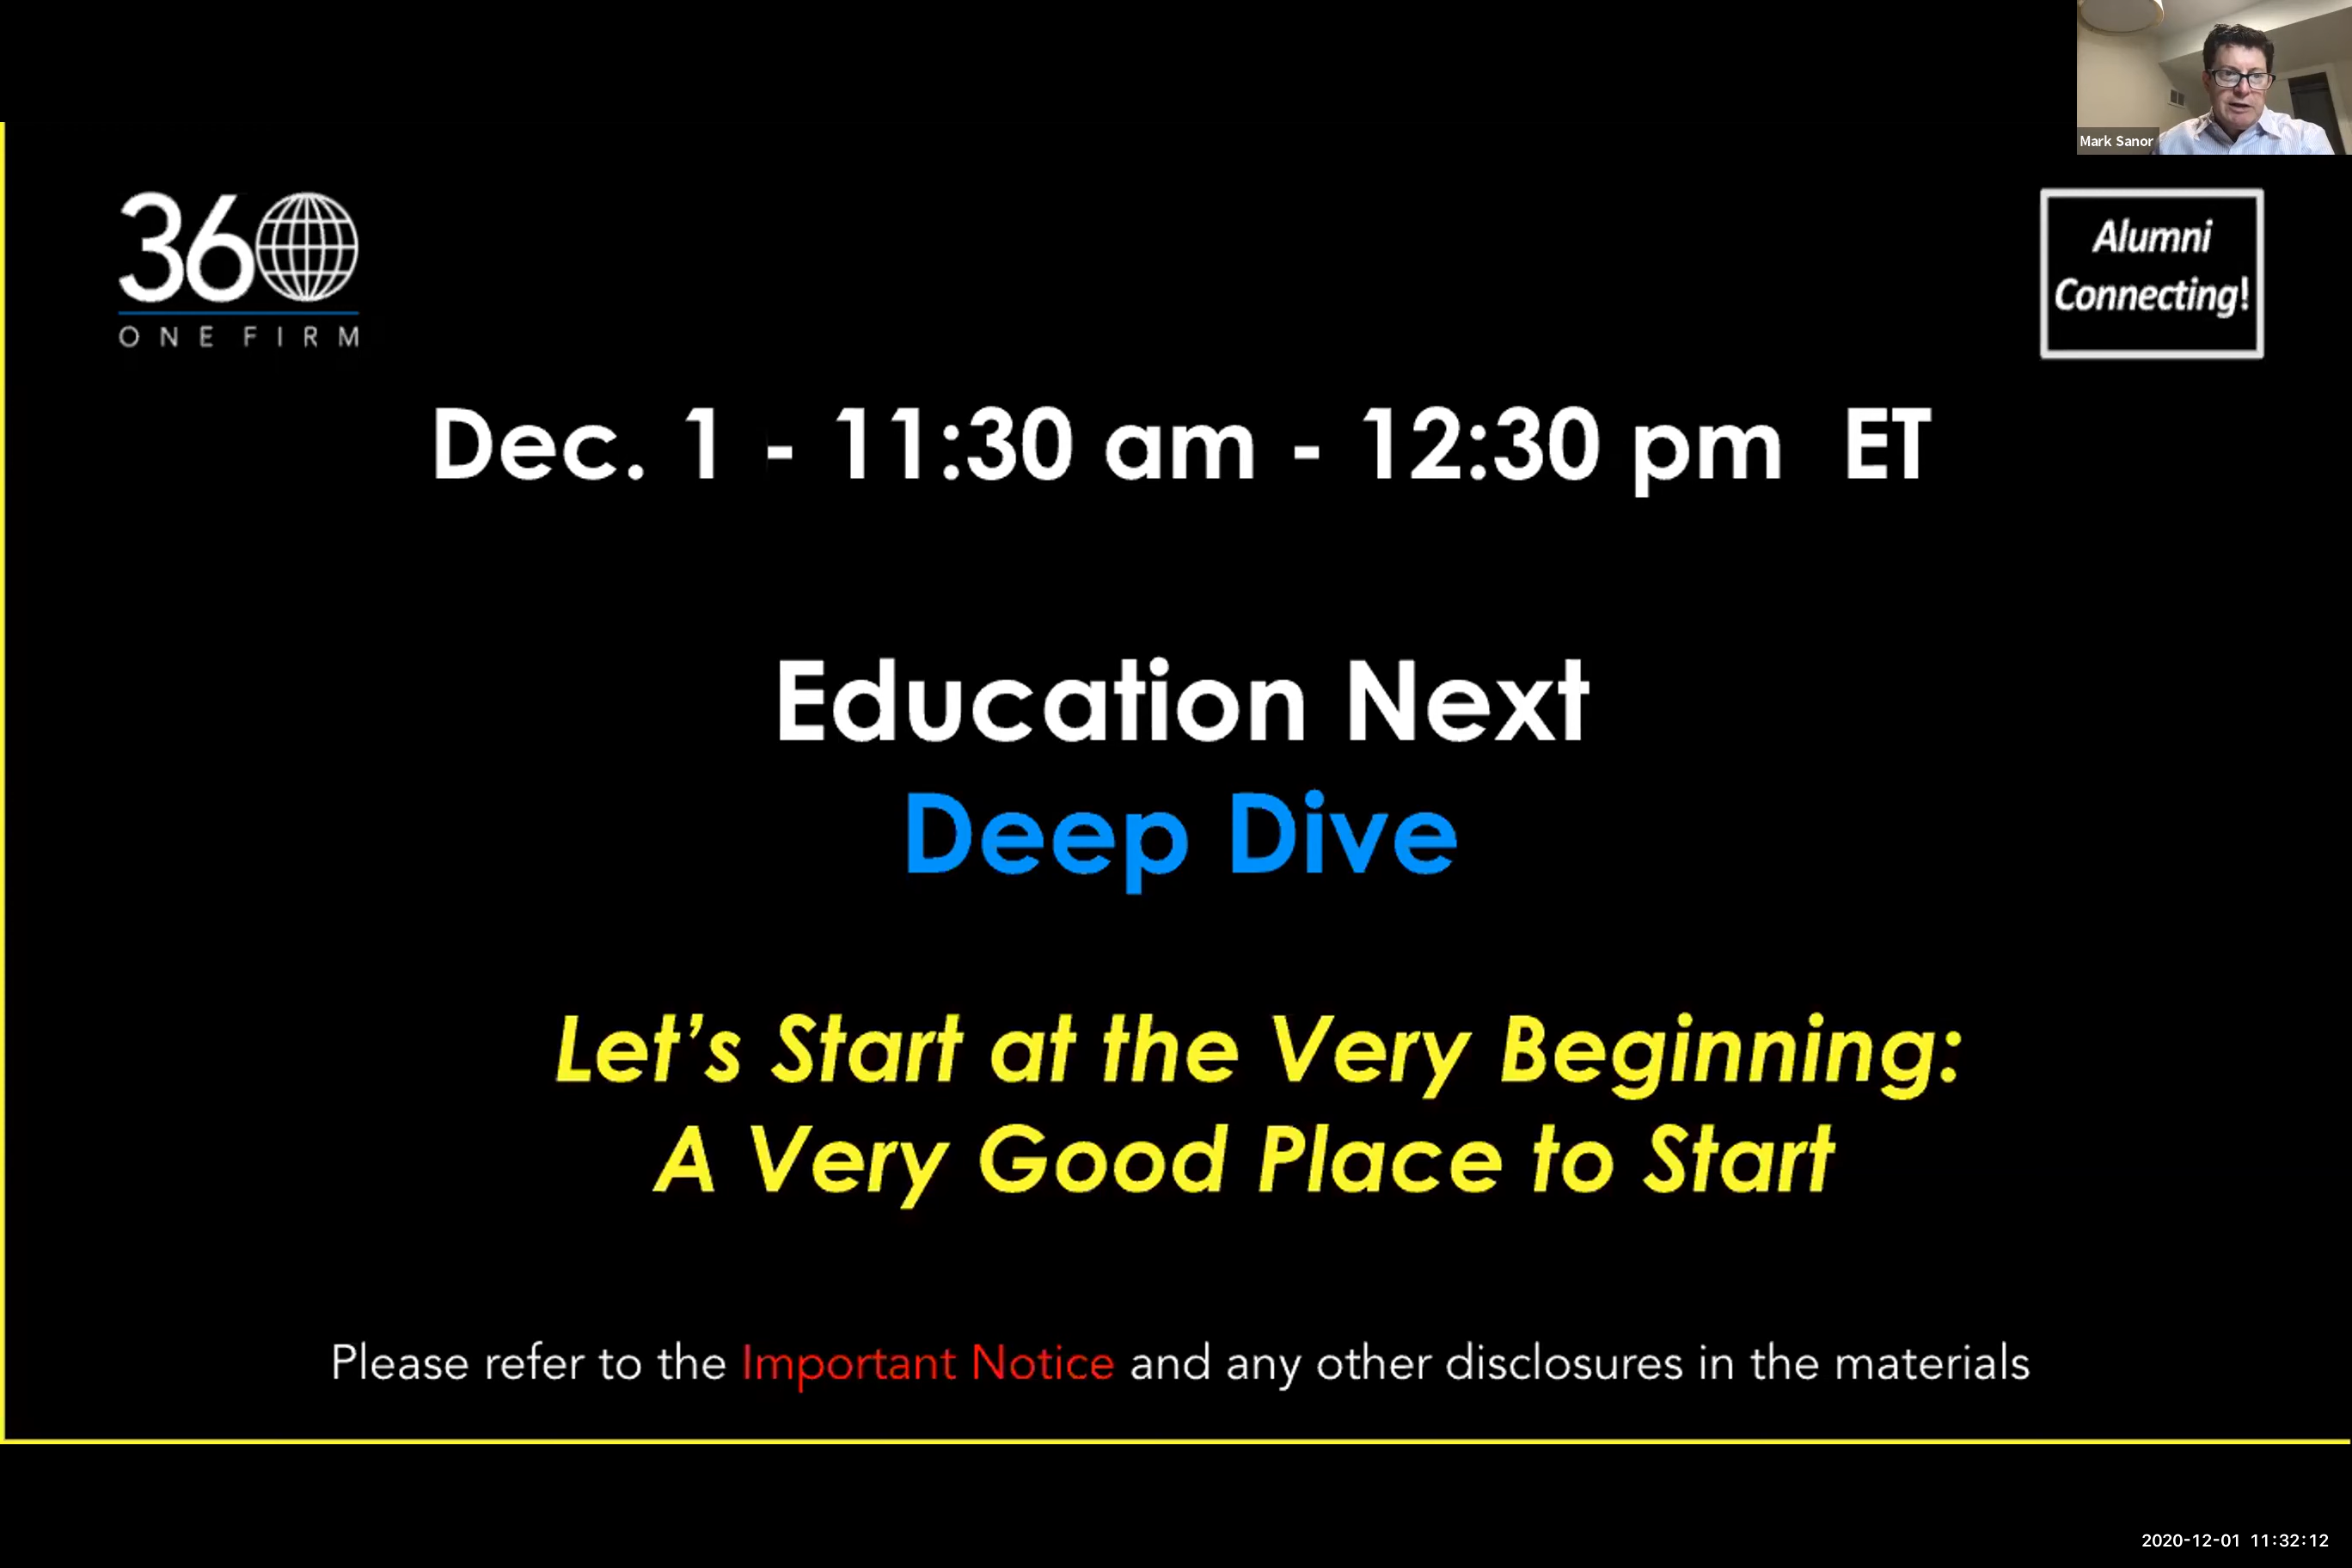 Mark Sanor
360
ONE FIRM
Alumni
Connecting!
Dec. 1 - 11:30 am - 12:30 pm ET
Education Next
Deep Dive
Let's Start at the Very Beginning:
A Very Good Place to Start
Please refer to the Important Notice and any other disclosures in the materials
2020-12-01 11:32:12